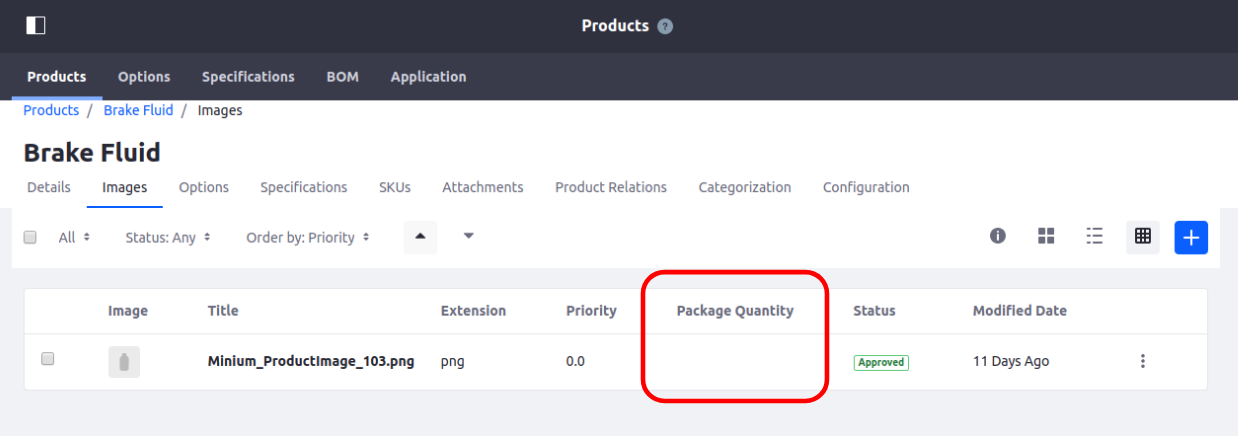 Products ?
Products Options Specifications BOM Application
Products / Brake Fluid / Images
Brake Fluid
Details Images Options Specifications SKUs Attachments Product Relations Categorization Configuration
All Status: Any Order by: Priority
Image Title Extension Priority Package Quantity Status Modified Date
Minium_ProductImage_103.png png 0.0 Approved 11 Days Ago